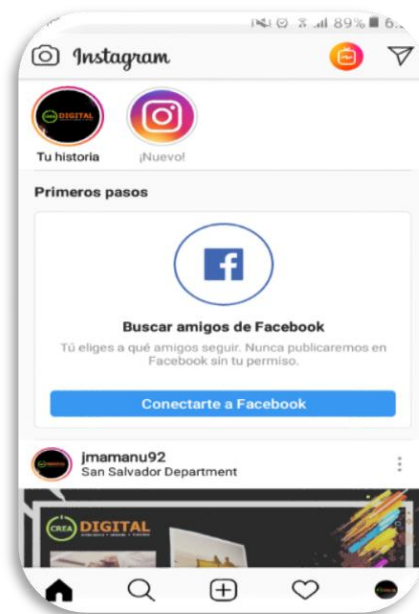 89%
Instagram
CREA DIGITAL
Tu historia
¡Nuevo!
Primeros pasos
Buscar amigos de Facebook
Tú eliges a qué amigos seguir. Nunca publicaremos en
Facebook sin tu permiso.
Conectarte a Facebook
jmamanu92
San Salvador Department
CREA DIGITAL